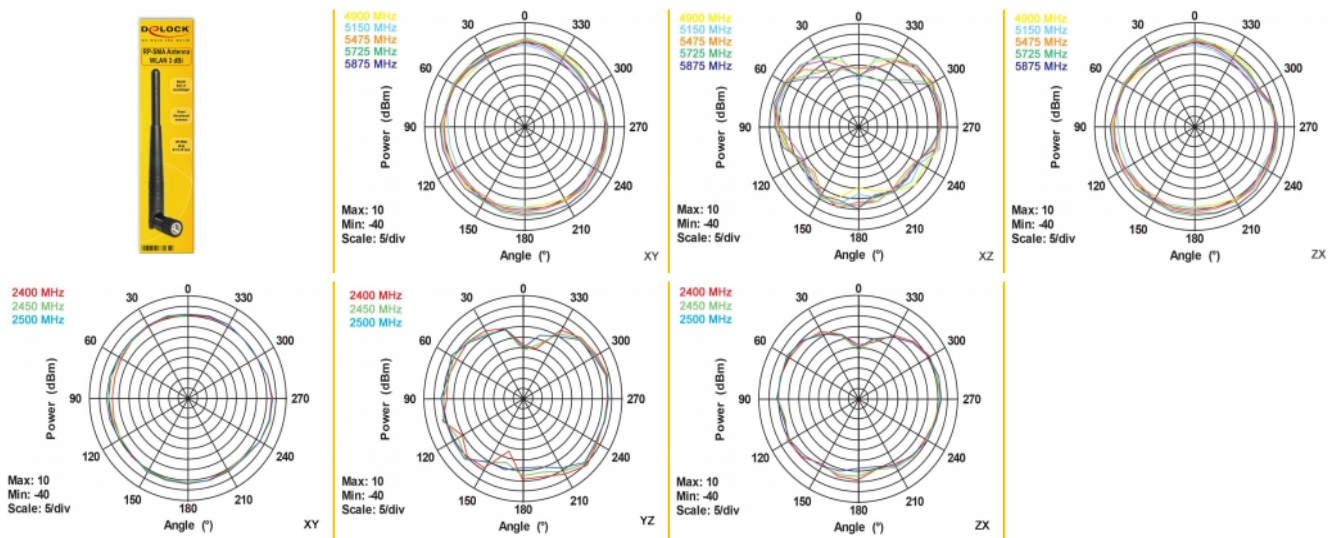 DeLOCK
RP-SMA Antenna
WLAN 3 dBi
4900 MHz
5150 MHz
5475 MHz
5725 MHz
5875 MHz
0
30
330
60
300
90
270
120
240
150
210
180
Power (dBm)
Max: 10
Min: -40
Scale: 5/div
Angle (°)
XY
4900 MHz
5150 MHz
5475 MHz
5725 MHz
5875 MHz
0
30
330
60
300
90
270
120
240
150
210
180
Power (dBm)
Max: 10
Min: -40
Scale: 5/div
Angle (°)
XZ
4900 MHz
5150 MHz
5475 MHz
5725 MHz
5875 MHz
0
30
330
60
300
90
270
120
240
150
210
180
Power (dBm)
Max: 10
Min: -40
Scale: 5/div
Angle (°)
ZX
2400 MHz
2450 MHz
2500 MHz
0
30
330
60
300
90
270
120
240
150
210
180
Power (dBm)
Max: 10
Min: -40
Scale: 5/div
Angle (°)
XY
2400 MHz
2450 MHz
2500 MHz
0
30
330
60
300
90
270
120
240
150
210
180
Power (dBm)
Max: 10
Min: -40
Scale: 5/div
Angle (°)
YZ
2400 MHz
2450 MHz
2500 MHz
0
30
330
60
300
90
270
120
240
150
210
180
Power (dBm)
Max: 10
Min: -40
Scale: 5/div
Angle (°)
ZX